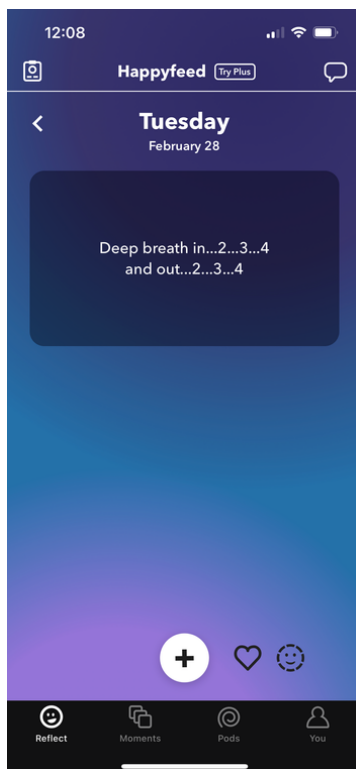 12:08
Happyfeed Try Plus
Tuesday
February 28
Deep breath in...2...3...4
and out...2...3...4
Reflect Moments Pods You